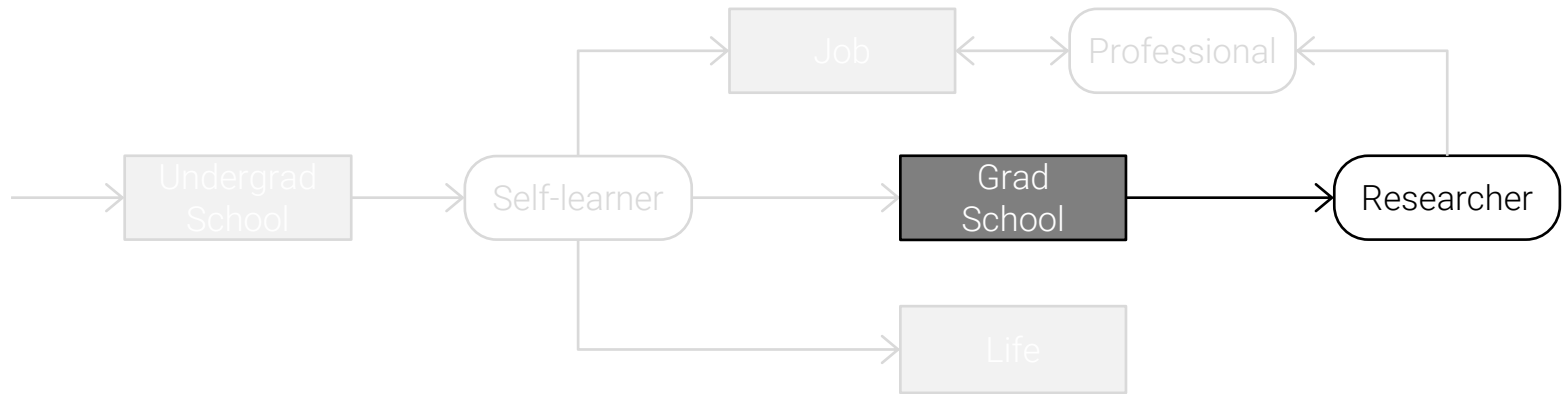 Job
Professional
Undergrad
School
Self-learner
Grad
School
Researcher
Life